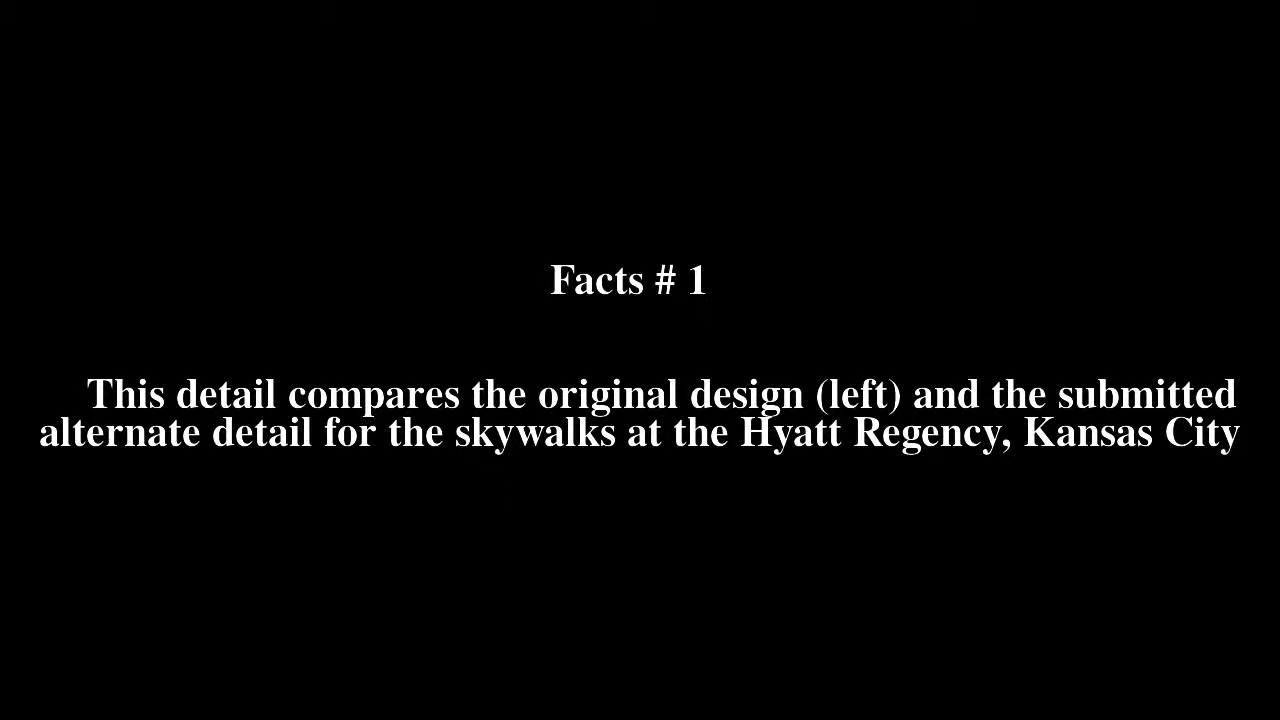 Facts # 1
This detail compares the original design (left) and the submitted
alternate detail for the skywalks at the Hyatt Regency, Kansas City